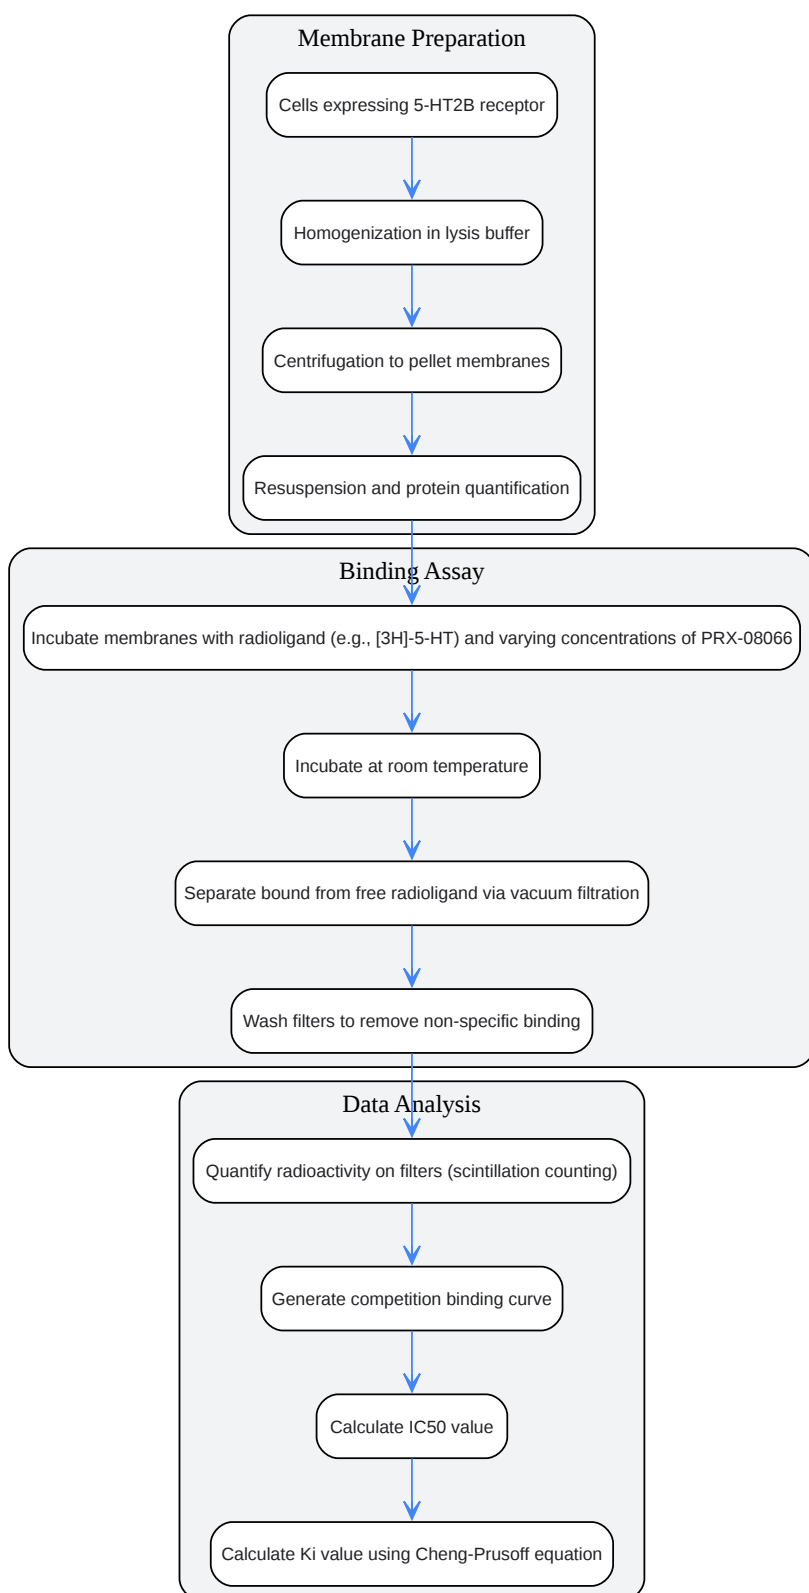 Membrane Preparation
Cells expressing 5-HT2B receptor
Homogenization in lysis buffer
Centrifugation to pellet membranes
Resuspension and protein quantification
Binding Assay
Incubate membranes with radioligand (e.g., [3H]-5-HT) and varying concentrations of PRX-08066
Incubate at room temperature
Separate bound from free radioligand via vacuum filtration
Wash filters to remove non-specific binding
Data Analysis
Quantify radioactivity on filters (scintillation counting)
Generate competition binding curve
Calculate IC50 value
Calculate Ki value using Cheng-Prusoff equation